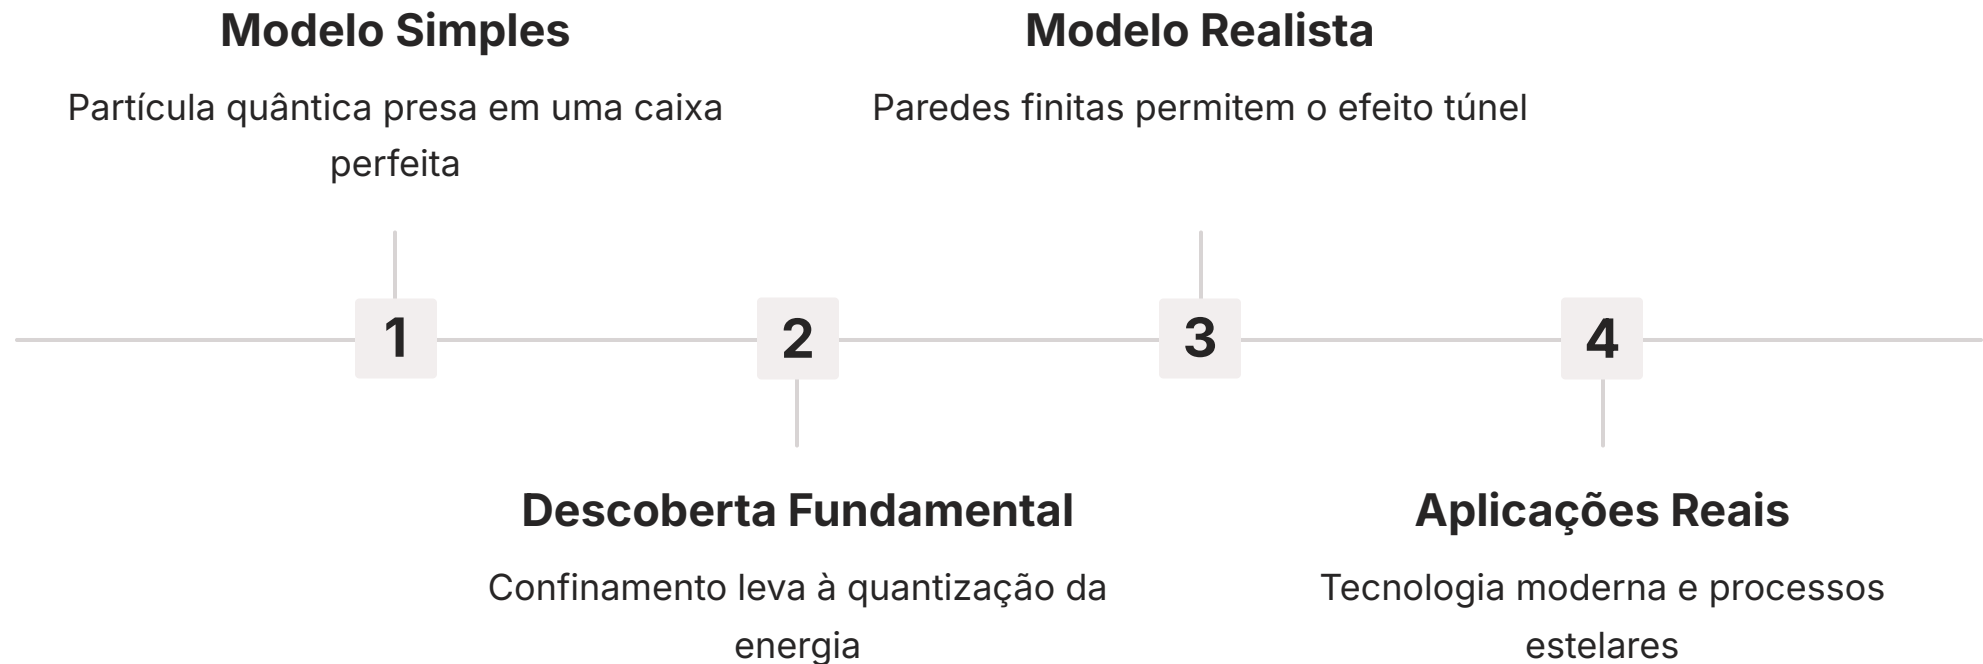 Modelo Simples
Partícula quântica presa em uma caixa
perfeita
Modelo Realista
Paredes finitas permitem o efeito túnel
1
2
3
4
Descoberta Fundamental
Confinamento leva à quantização da
energia
Aplicações Reais
Tecnologia moderna e processos
estelares